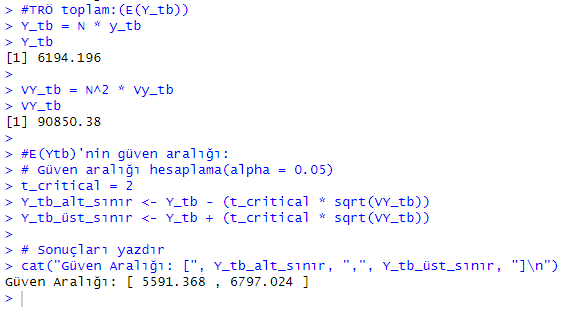 > #TRÖ toplam:(E(Y_tb))
> Y_tb = N * y_tb
> Y_tb
[1] 6194.196
>
> VY_tb = N^2 * Vy_tb
> VY_tb
[1] 90850.38
>
> #E(Ytb)'nin güven aralığı:
> # Güven aralığı hesaplama(alpha = 0.05)
> t_critical = 2
> Y_tb_alt_sınır <- Y_tb - (t_critical * sqrt(VY_tb))
> Y_tb_üst_sınır <- Y_tb + (t_critical * sqrt(VY_tb))
>
> # Sonuçları yazdır
> cat("Güven Aralığı: [", Y_tb_alt_sınır, ",", Y_tb_üst_sınır, "]\n")
Güven Aralığı: [ 5591.368 , 6797.024 ]
>